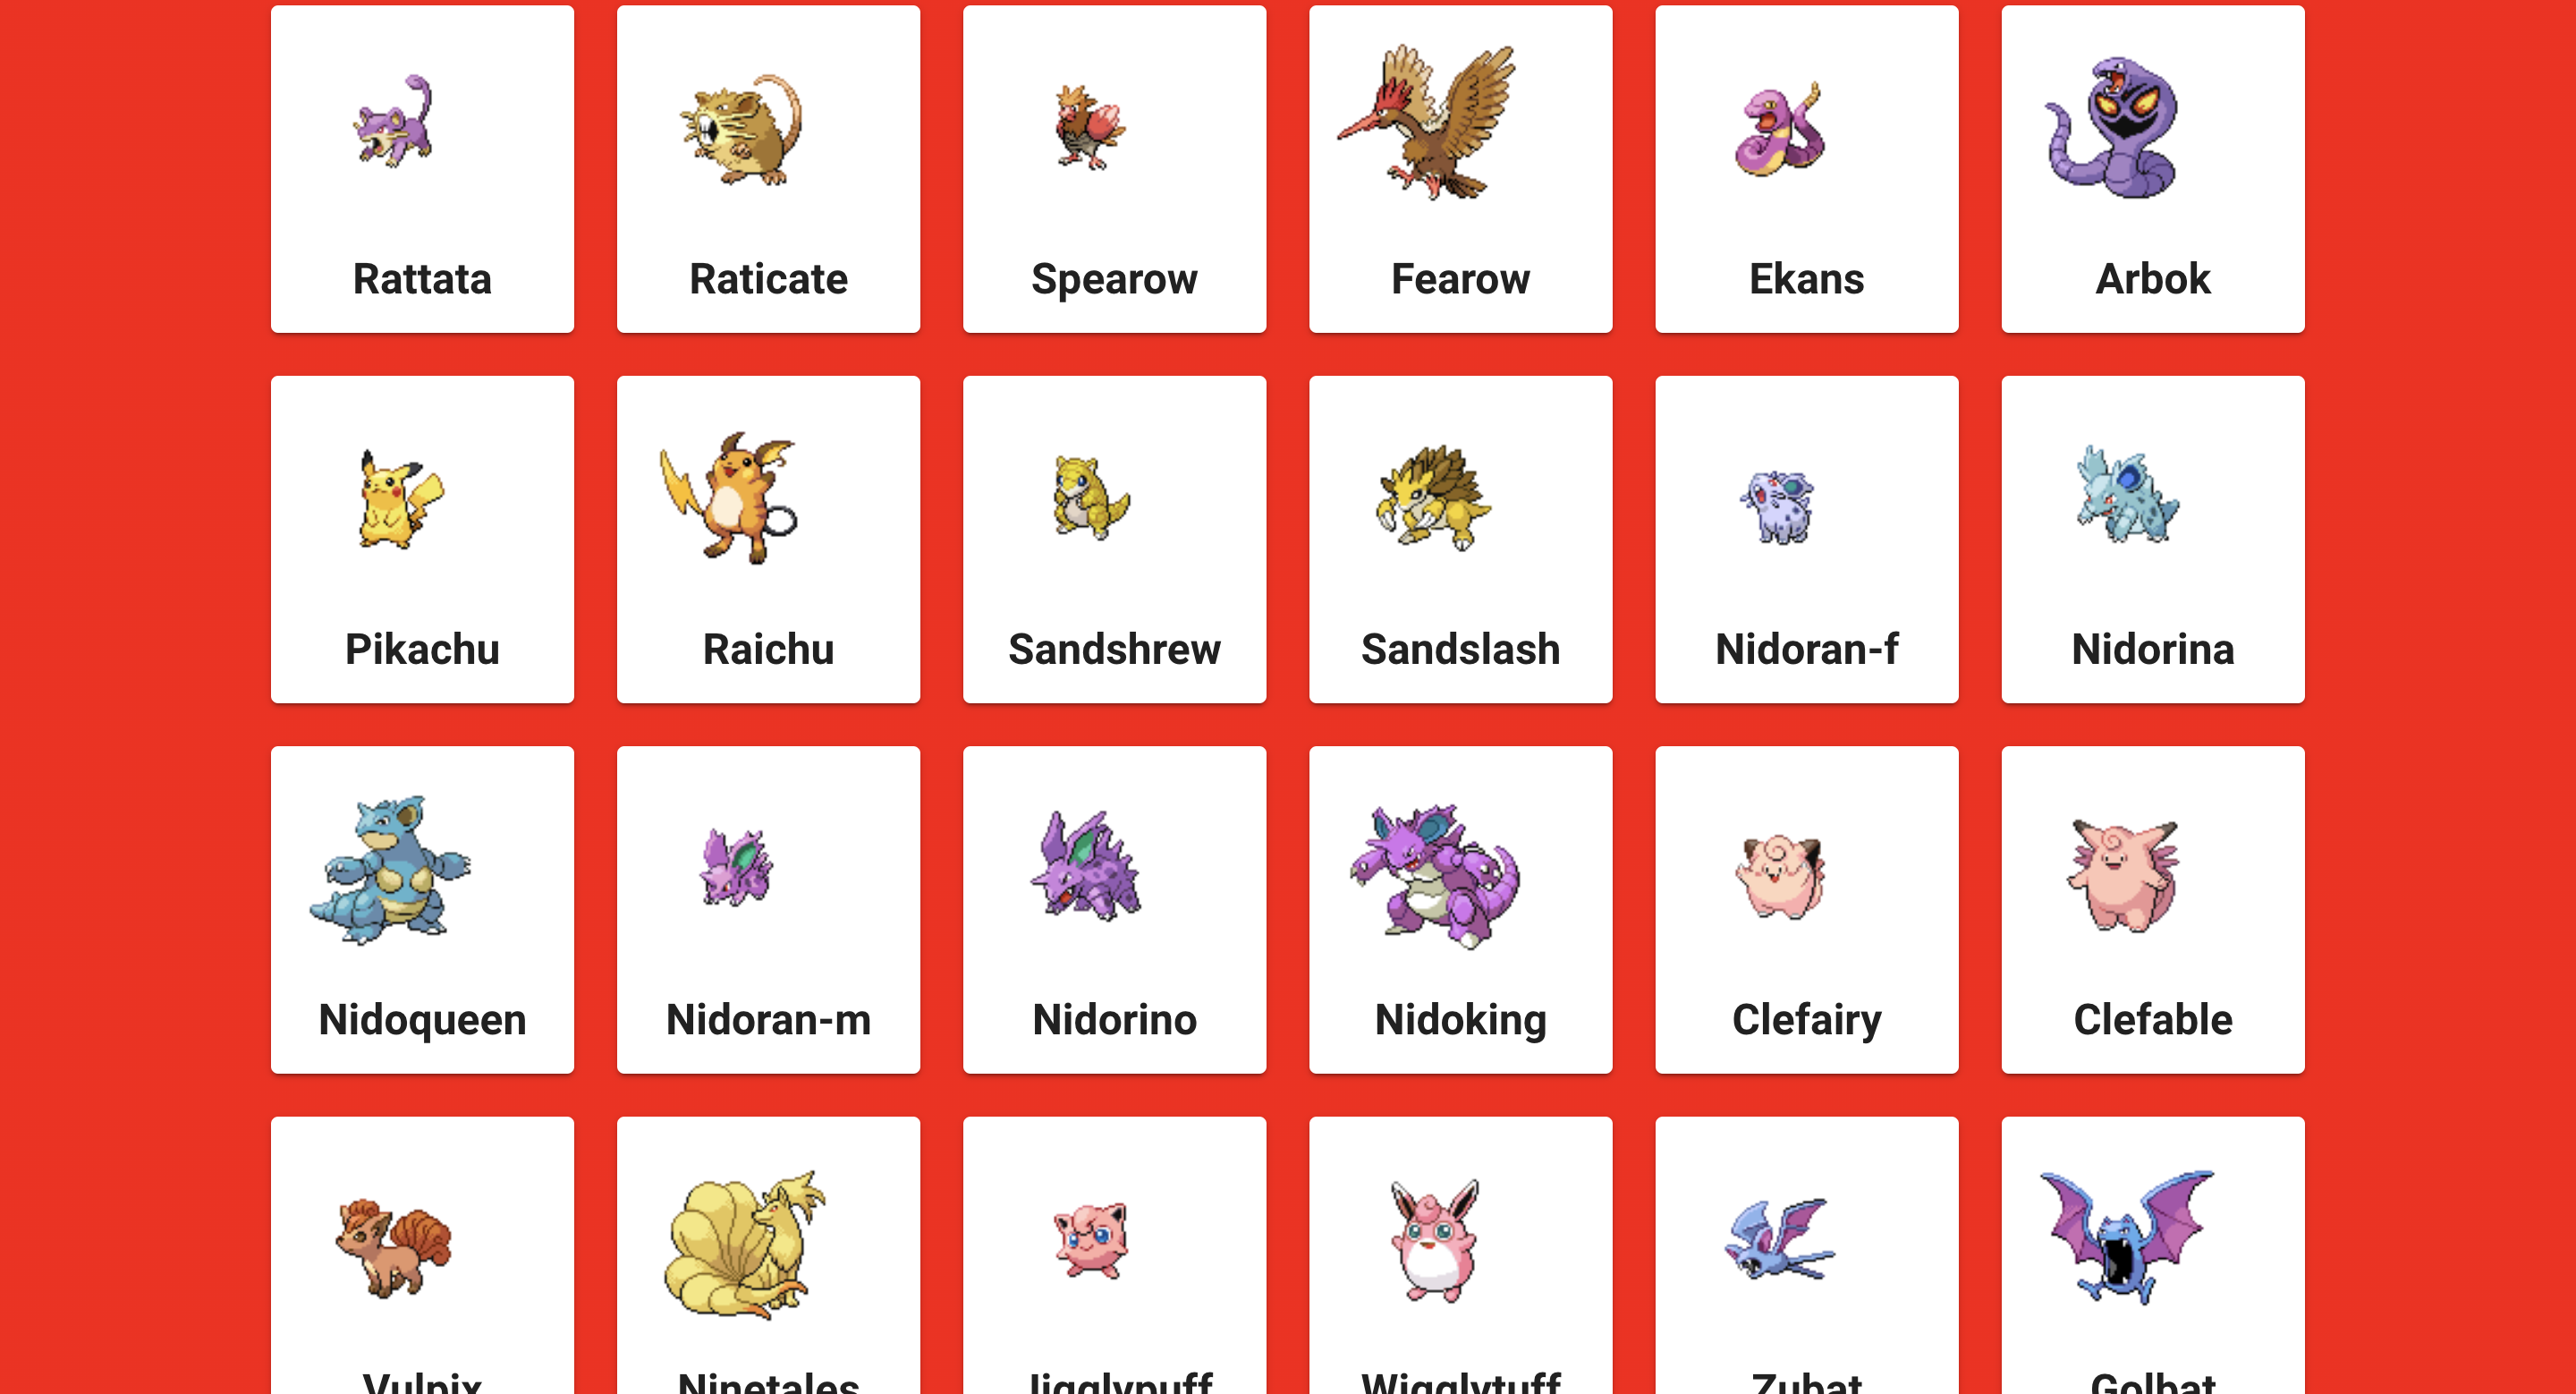 Rattata
Raticate
Spearow
Fearow
Ekans
Arbok
Pikachu
Raichu
Sandshrew
Sandslash
Nidoran-f
Nidorina
Nidoqueen
Nidoran-m
Nidorino
Nidoking
Clefairy
Clefable
Vulpix
Ninetales
Jigglypuff
Wigglytuff
Zubat
Golbat